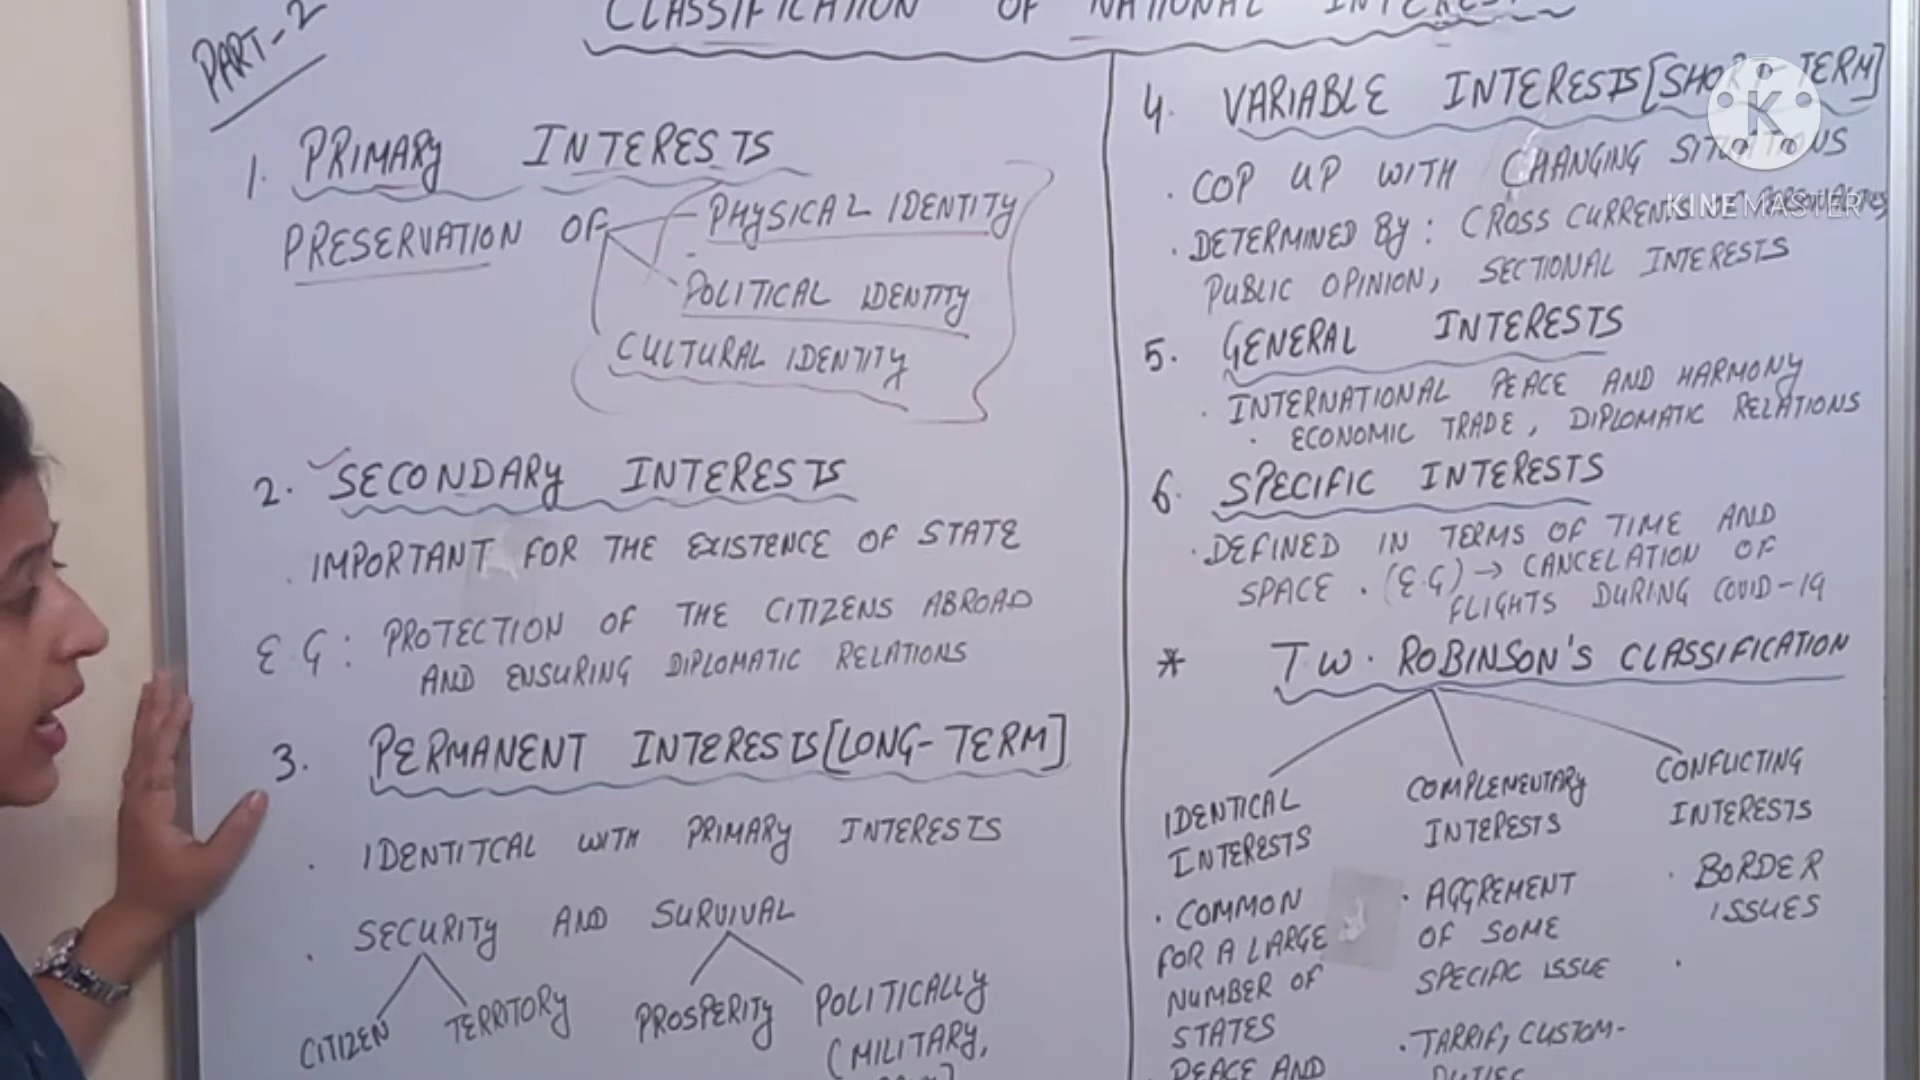 PART-2
CLASSIFICATION OF NATIONAL INTEREST
1. PRIMARY INTERESTS
PRESERVATION OF
PHYSICAL IDENTITY
POLITICAL IDENTITY
CULTURAL IDENTITY
2. SECONDARY INTERESTS
. IMPORTANT FOR THE EXISTENCE OF STATE
E.G: PROTECTION OF THE CITIZENS ABROAD
AND ENSURING DIPLOMATIC RELATIONS
3. PERMANENT INTERESTS [LONG-TERM]
. IDENTITCAL WITH PRIMARY INTERESTS
. SECURITY AND SURVIVAL
CITIZEN TERRITORY PROSPERITY POLITICALLY
(MILITARY,
4. VARIABLE INTERESTS [SHORT-TERM]
. COP UP WITH CHANGING SITUATIONS
. DETERMINED BY: CROSS CURRENTS
PUBLIC OPINION, SECTIONAL INTERESTS
5. GENERAL INTERESTS
. INTERNATIONAL PEACE AND HARMONY
. ECONOMIC TRADE, DIPLOMATIC RELATIONS
6. SPECIFIC INTERESTS
. DEFINED IN TERMS OF TIME AND
SPACE. (E.G) → CANCELATION OF
FLIGHTS DURING COVID-19
* T.W. ROBINSON'S CLASSIFICATION
IDENTICAL
INTERESTS
. COMMON
FOR A LARGE
NUMBER OF
STATES
PEACE AND
COMPLEMENTARY
INTERESTS
. AGGREMENT
OF SOME
SPECIFIC ISSUE
. TARRIF, CUSTOM-
DUTIES
CONFLICTING
INTERESTS
. BORDER
ISSUES
.
K
KINEMASTER